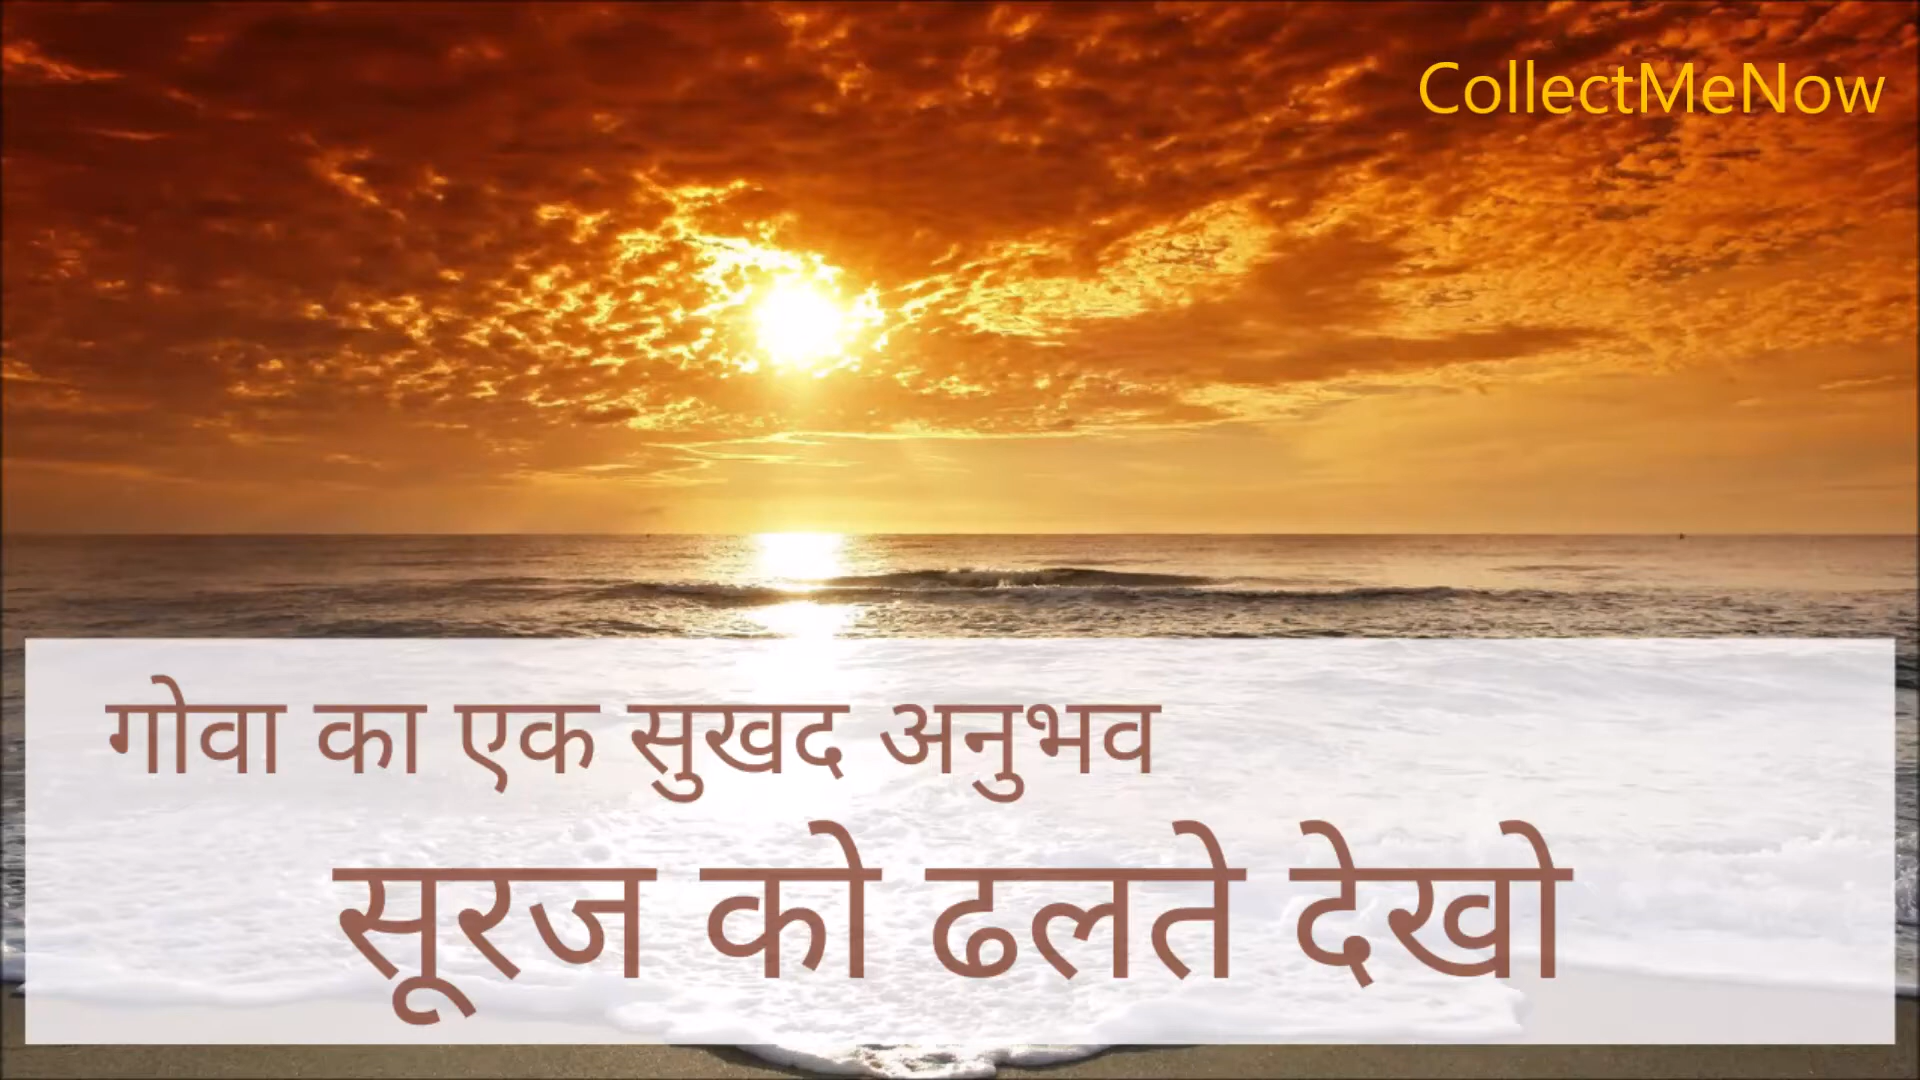 CollectMeNow
गोवा का एक सुखद अनुभव
सूरज को ढलते देखो